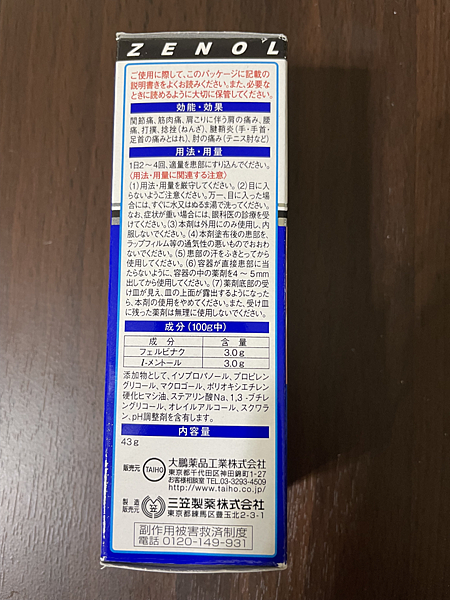 ZENOL
ご使用に際して、このパッケージに記載の
説明書きをよくお読みください。また、必要な
ときに読めるように大切に保管してください。
効能・効果
関節痛、筋肉痛、肩こりに伴う肩の痛み、腰
痛、打撲、捻挫(ねんざ)、腱鞘炎(手・手首・
足首の痛みとはれ)、肘の痛み(テニス肘など)
用法・用量
1日2〜4回、適量を患部にすり込んでください。
〈用法・用量に関連する注意〉
(1)用法・用量を厳守してください。(2)目に入
らないようご注意ください。万一、目に入った場
合には、すぐに水又はぬるま湯で洗ってください。
なお、症状が重い場合には、眼科医の診療を受
けてください。(3)本剤は外用にのみ使用し、内
服しないでください。(4)本剤塗布後の患部を、
ラップフィルム等の通気性の悪いものでおおわ
ないでください。(5)患部の汗をふきとってから
使用してください。(6)容器が直接患部に当
たらないように、容器の中の薬剤を4〜5mm
出してから使用してください。(7)薬剤底部の受
け皿が見え、皿の上面が露出するようになった
ら、本剤の使用をやめてください。また、受け皿
に残った薬剤は無理に使用しないでください。
成分(100g中)
成分 含量
フェルビナク 3.0g
l-メントール 3.0g
添加物として、イソプロパノール、プロピレン
グリコール、マクロゴール、ポリオキシエチレン
硬化ヒマシ油、ステアリン酸Na、1,3-ブチレ
ングリコール、オレイルアルコール、スクワラ
ン、pH調整剤を含有します。
内容量
43g
発売元 TAIHO 大鵬薬品工業株式会社
東京都千代田区神田錦町1-27
お客様相談室 TEL.03-3293-4509
http://www.taiho.co.jp/
製造販売元 三笠製薬株式会社
東京都練馬区豊玉北2-3-1
副作用被害救済制度
電話 0120-149-931